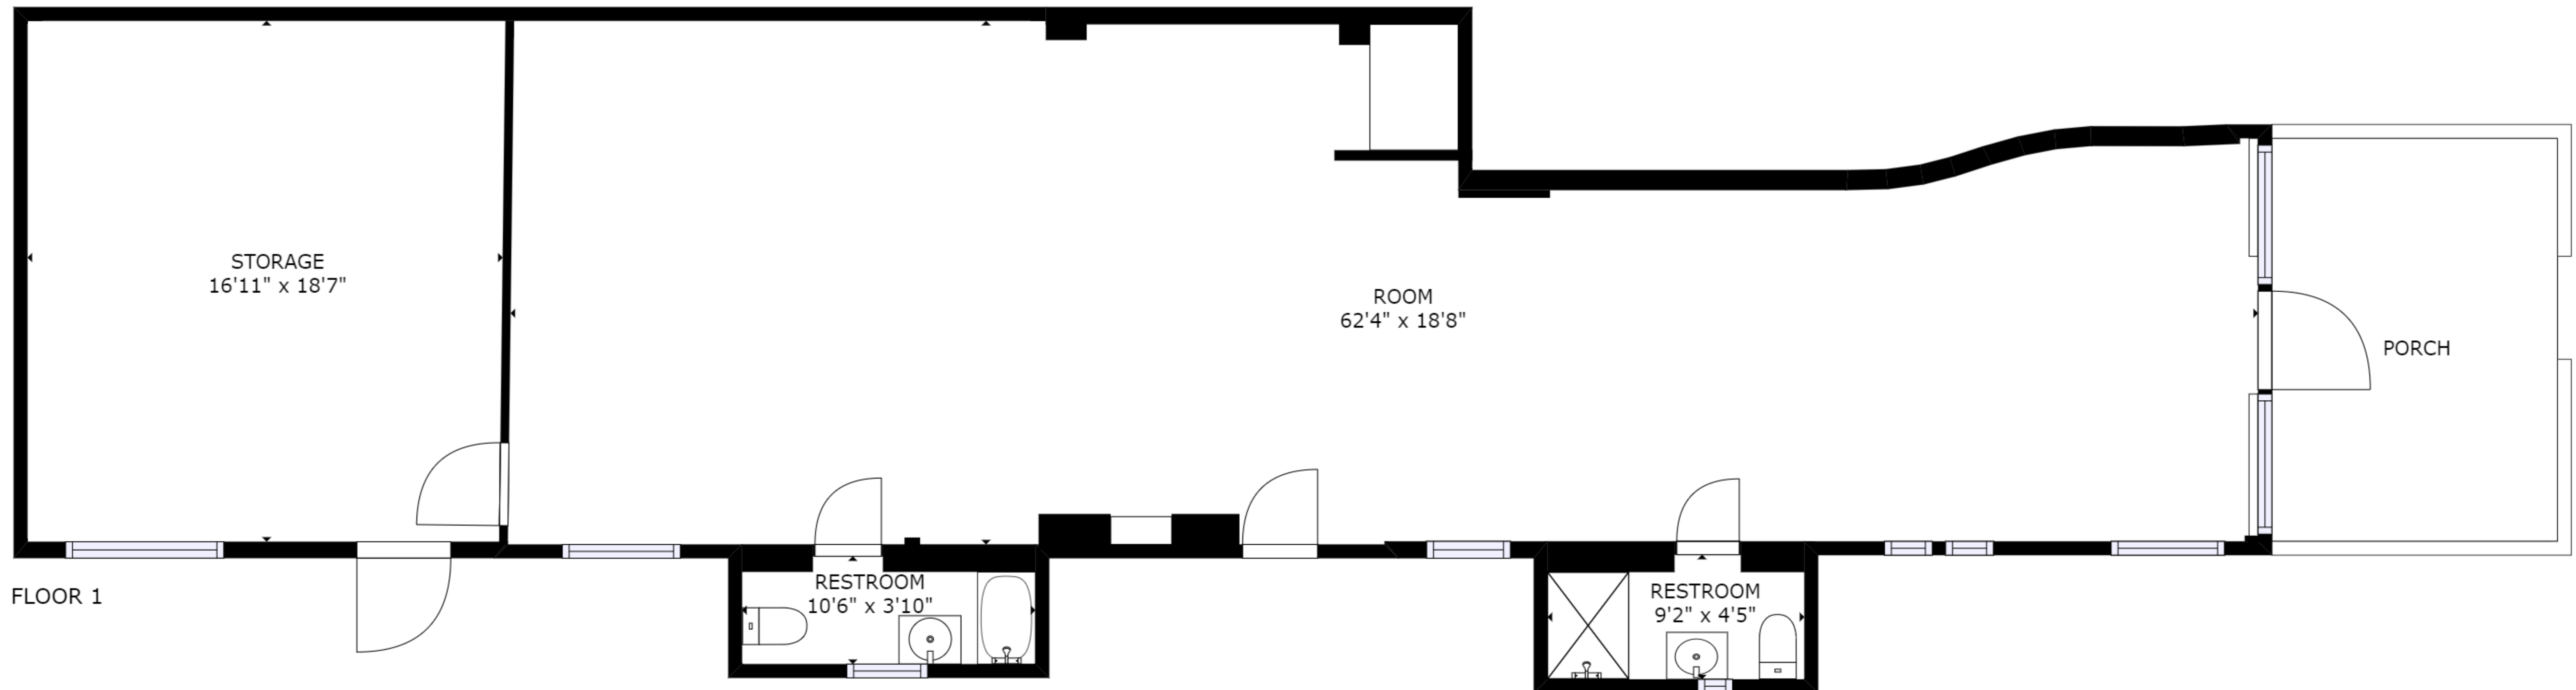 STORAGE
16'11" x 18'7"
ROOM
62'4" x 18'8"
PORCH
RESTROOM
10'6" x 3'10"
RESTROOM
9'2" x 4'5"
FLOOR 1